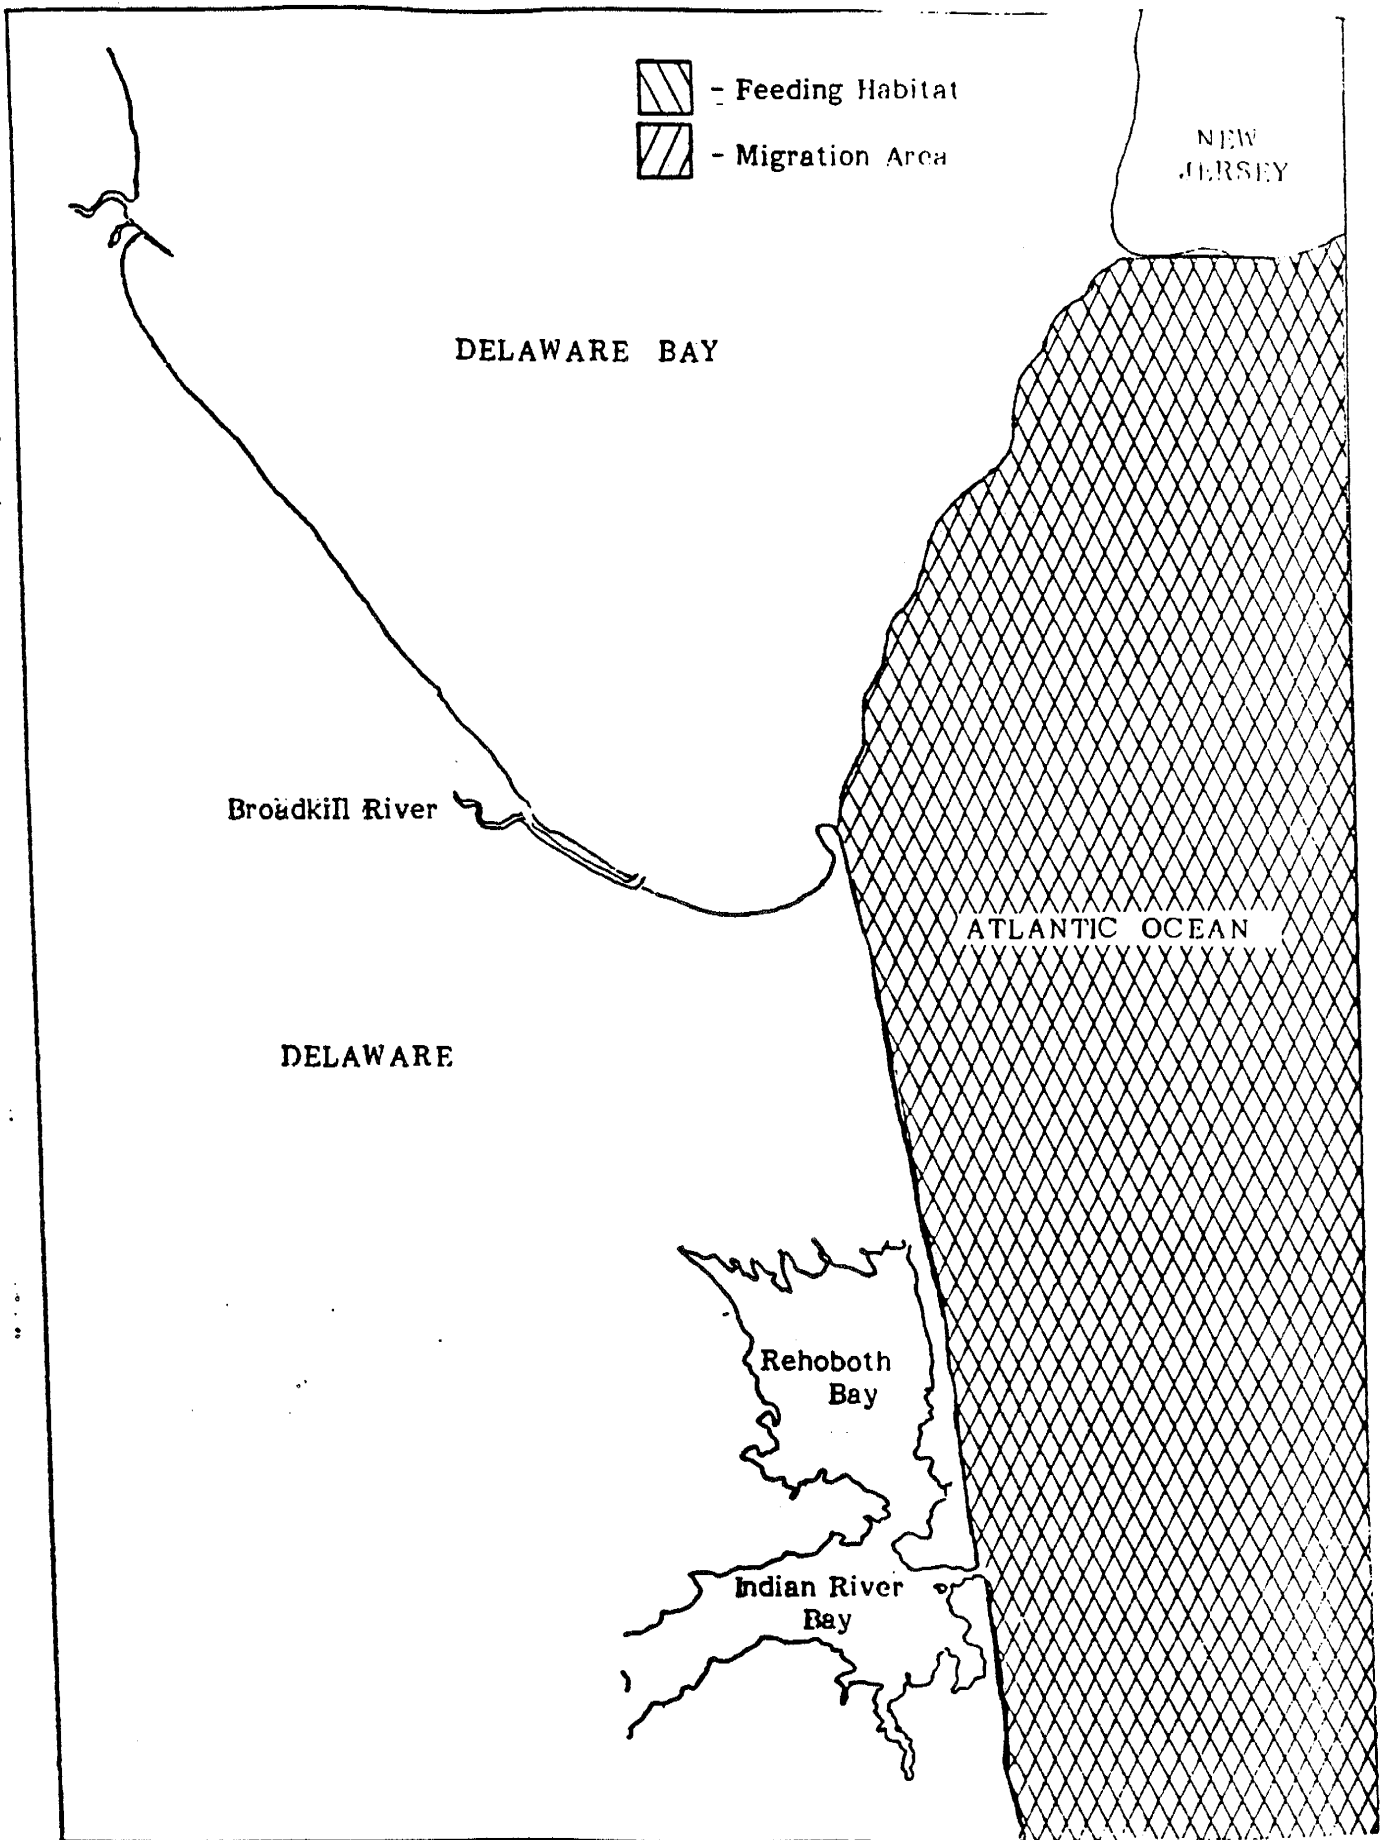 - Feeding Habitat
- Migration Area
NEW
JERSEY
DELAWARE BAY
Broadkill River
ATLANTIC OCEAN
DELAWARE
Rehoboth
Bay
Indian River
Bay